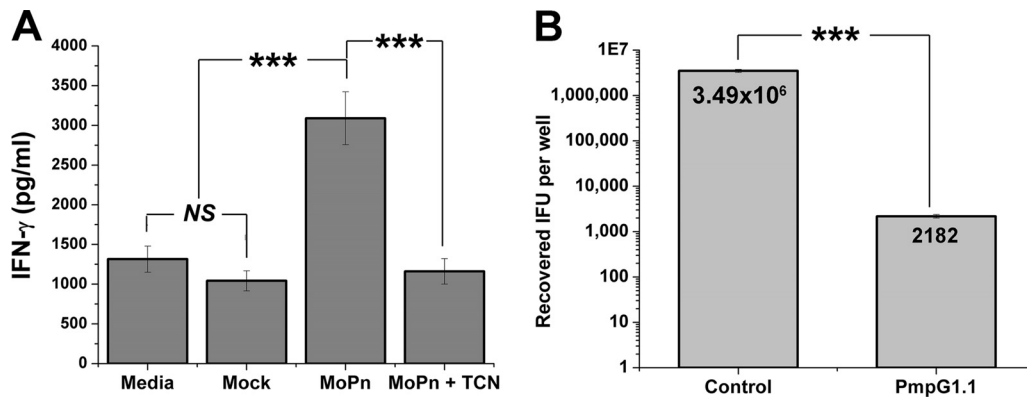 A
IFN-γ (pg/ml)
4000
3500
3000
2500
2000
1500
1000
500
0
***
***
NS
Media Mock MoPn MoPn + TCN
B
Recovered IFU per well
1E7
1,000,000
100,000
10,000
1,000
100
10
1
***
3.49x10⁶
2182
Control PmpG1.1